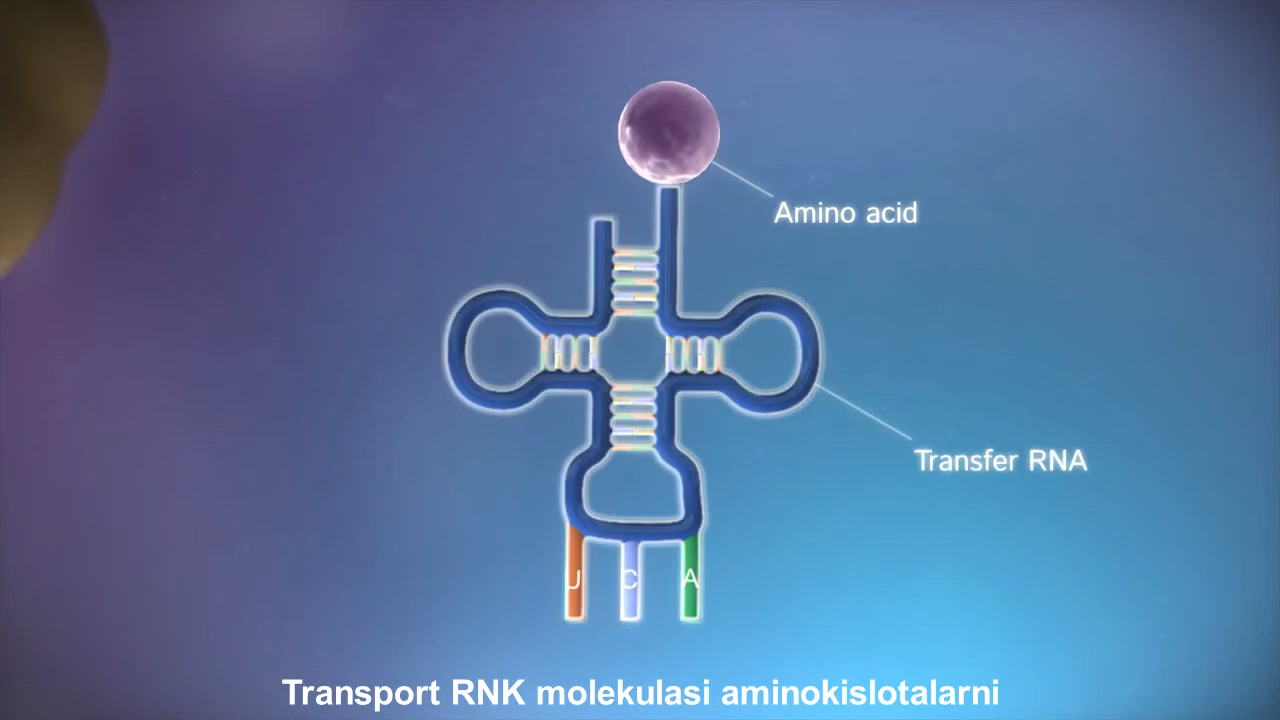 Amino acid
Transfer RNA
U C A
Transport RNK molekulasi aminokislotalarni